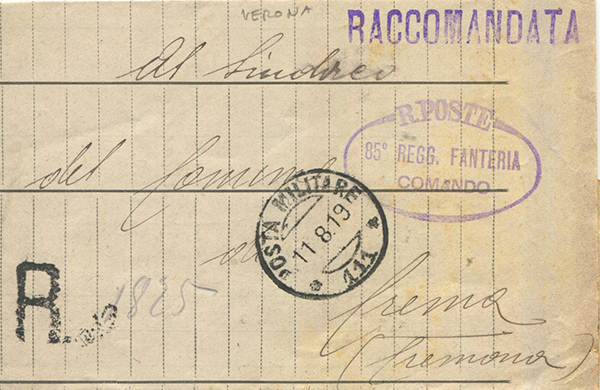 VERONA
RACCOMANDATA
Al Sindaco
R. POSTE
85° REGG. FANTERIA
COMANDO
del Comune
POSTA MILITARE
11.8.19
111
di
R.
1825
Crema
(Cremona)